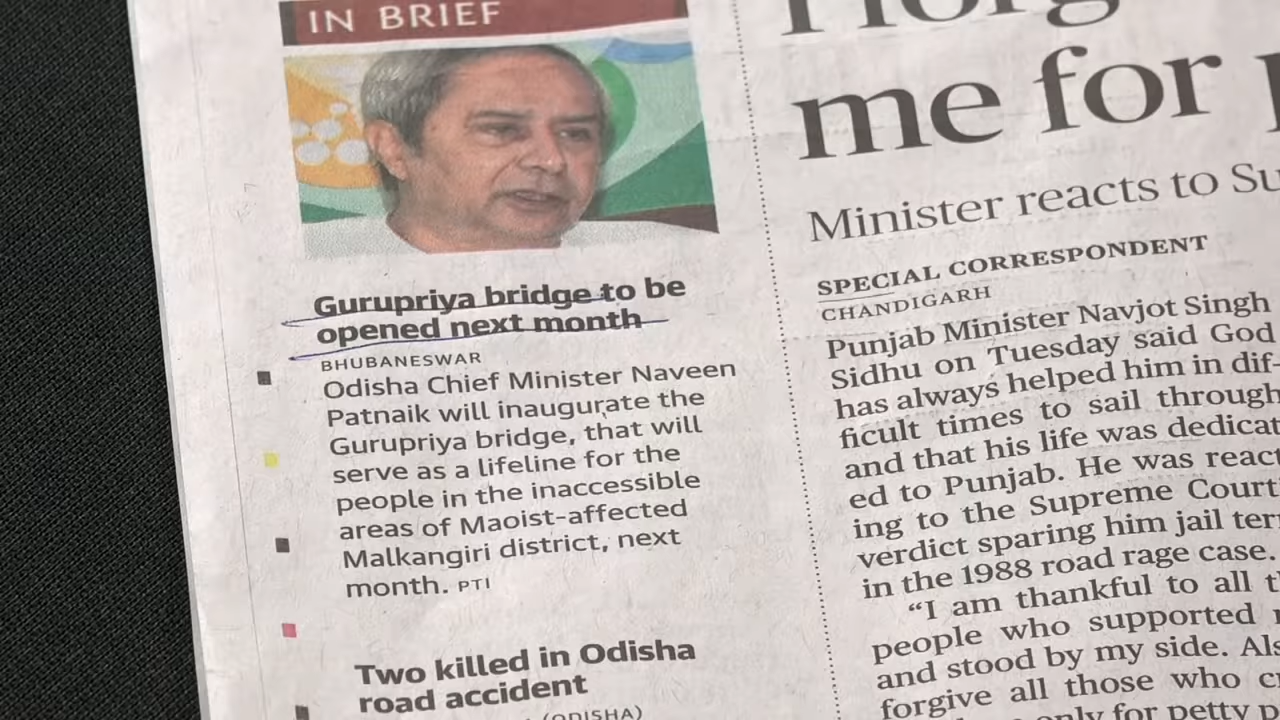 IN BRIEF
Gurupriya bridge to be
opened next month
BHUBANESWAR
Odisha Chief Minister Naveen
Patnaik will inaugurate the
Gurupriya bridge, that will
serve as a lifeline for the
people in the inaccessible
areas of Maoist-affected
Malkangiri district, next
month. PTI
Two killed in Odisha
road accident
(ODISHA)
me for
Minister reacts to Su
SPECIAL CORRESPONDENT
CHANDIGARH
Punjab Minister Navjot Singh
Sidhu on Tuesday said God
has always helped him in dif-
ficult times to sail through
and that his life was dedicat
ed to Punjab. He was react
ing to the Supreme Court
verdict sparing him jail ter
in the 1988 road rage case.
“I am thankful to all t
people who supported
and stood by my side. Als
forgive all those who c
only for petty p